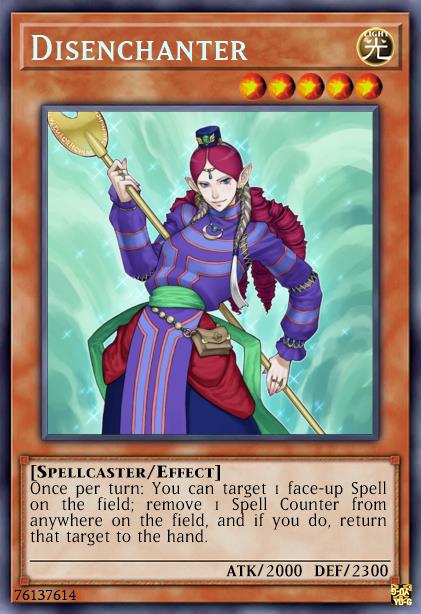 DISENCHANTER
LIGHT
光
[SPELLCASTER/EFFECT]
Once per turn: You can target 1 face-up Spell
on the field; remove 1 Spell Counter from
anywhere on the field, and if you do, return
that target to the hand.
ATK/2000 DEF/2300
76137614